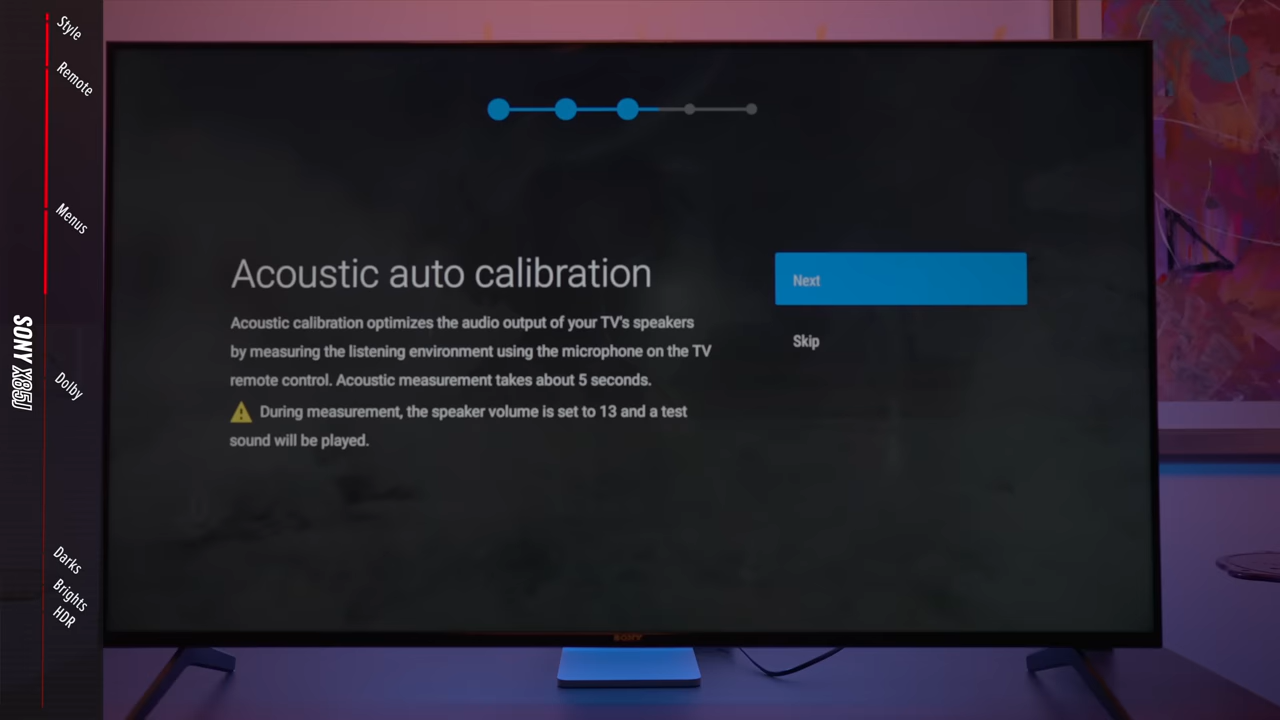 Style
Remote
Menus
SONY X85J
Dolby
Darks
Brights
HDR
Acoustic auto calibration
Acoustic calibration optimizes the audio output of your TV's speakers
by measuring the listening environment using the microphone on the TV
remote control. Acoustic measurement takes about 5 seconds.
During measurement, the speaker volume is set to 13 and a test
sound will be played.
Next
Skip
SONY